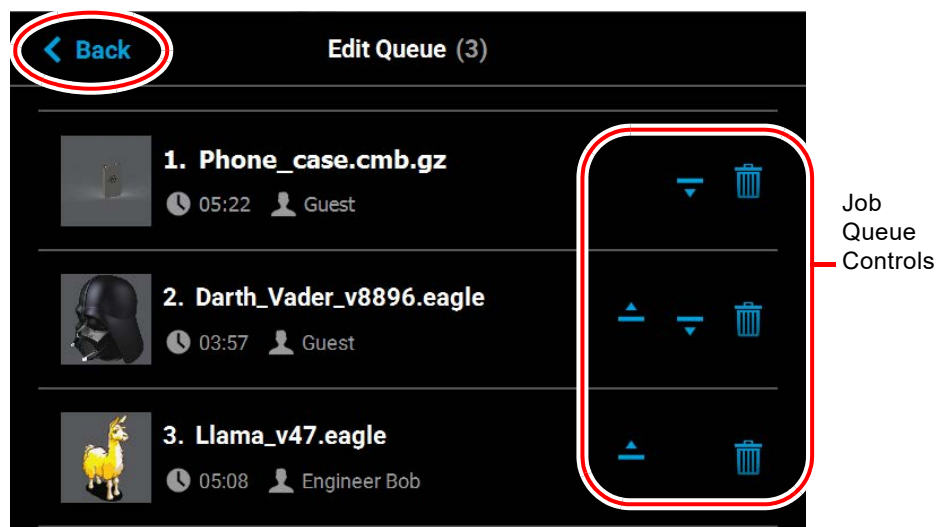 Back
Edit Queue (3)
1. Phone_case.cmb.gz
05:22 Guest
2. Darth_Vader_v8896.eagle
03:57 Guest
3. Llama_v47.eagle
05:08 Engineer Bob
Job
Queue
Controls